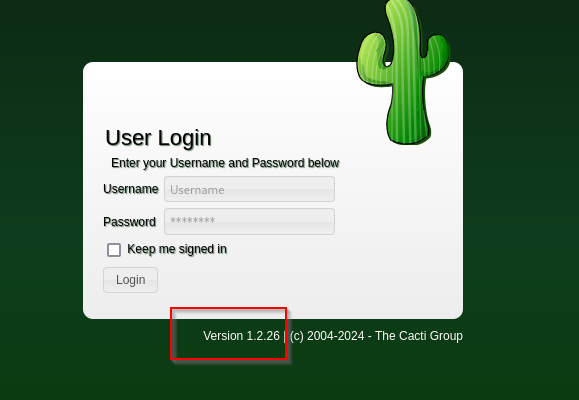 User Login
Enter your Username and Password below
Username Username
Password ********
Keep me signed in
Login
Version 1.2.26 | (c) 2004-2024 - The Cacti Group